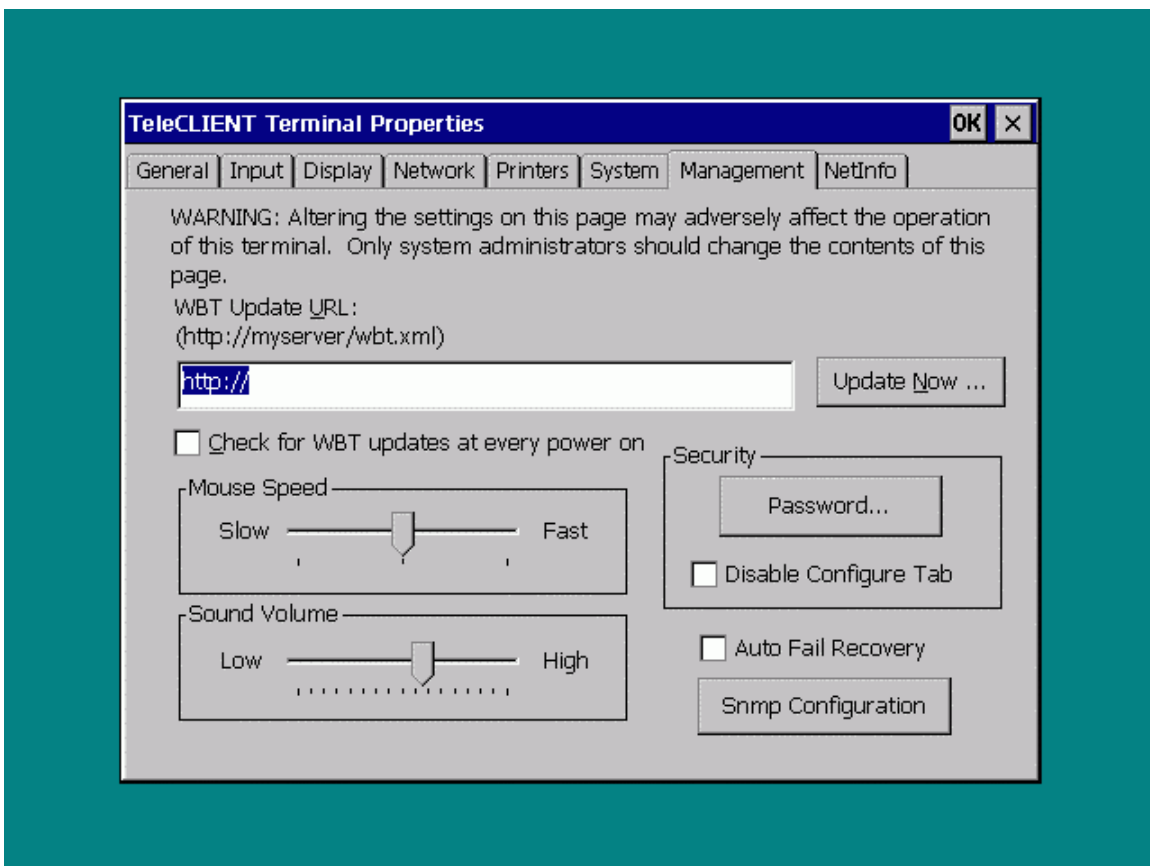 TeleCLIENT Terminal Properties
OK
General Input Display Network Printers System Management NetInfo
WARNING: Altering the settings on this page may adversely affect the operation
of this terminal. Only system administrators should change the contents of this
page.
WBT Update URL:
(http://myserver/wbt.xml)
http://
Update Now ...
Check for WBT updates at every power on
Mouse Speed
Slow Fast
Security
Password...
Disable Configure Tab
Sound Volume
Low High
Auto Fail Recovery
Snmp Configuration